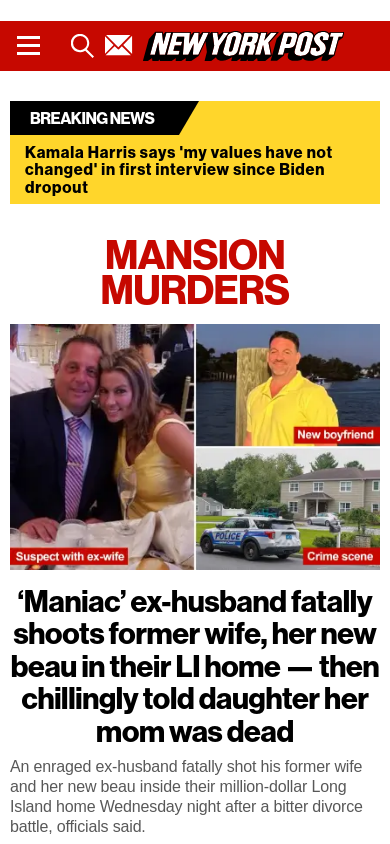 NEW YORK POST
BREAKING NEWS
Kamala Harris says 'my values have not
changed' in first interview since Biden
dropout
MANSION
MURDERS
New boyfriend
POLICE
Suspect with ex-wife
Crime scene
‘Maniac’ ex-husband fatally
shoots former wife, her new
beau in their LI home — then
chillingly told daughter her
mom was dead
An enraged ex-husband fatally shot his former wife
and her new beau inside their million-dollar Long
Island home Wednesday night after a bitter divorce
battle, officials said.